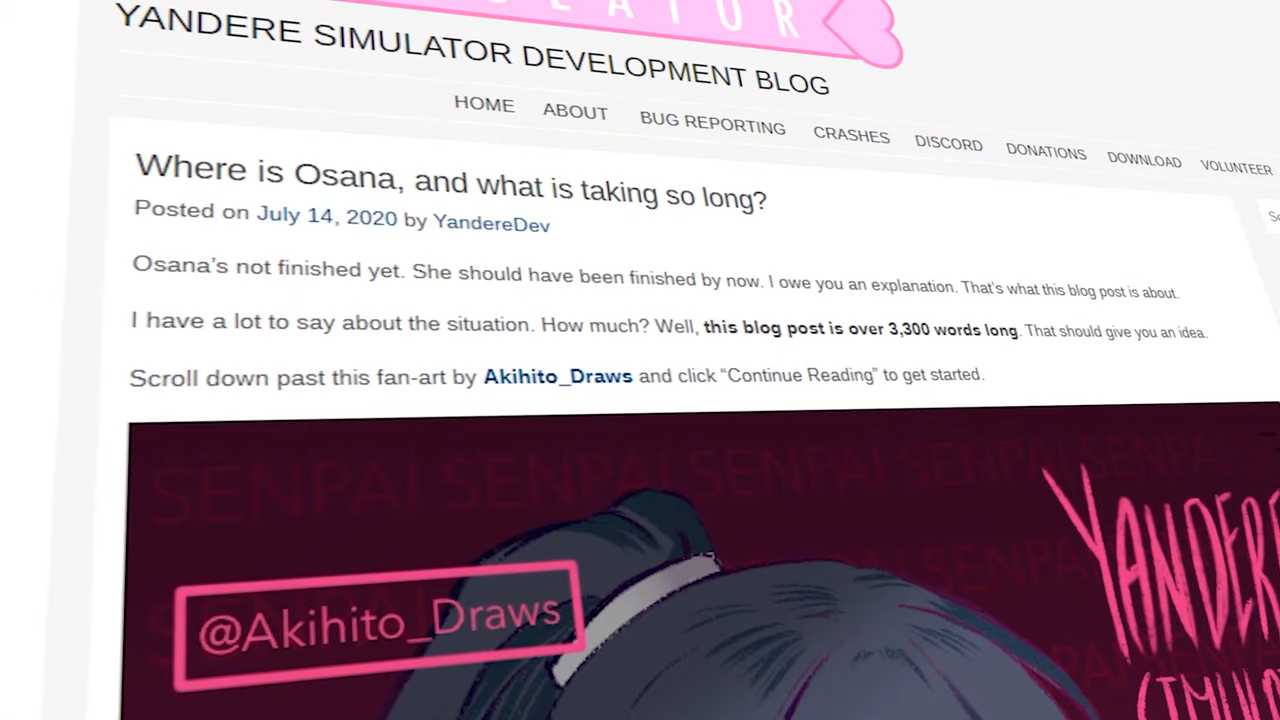 YANDERE SIMULATOR DEVELOPMENT BLOG
HOME ABOUT BUG REPORTING CRASHES DISCORD DONATIONS DOWNLOAD VOLUNTEER
Where is Osana, and what is taking so long?
Posted on July 14, 2020 by YandereDev
Osana's not finished yet. She should have been finished by now. I owe you an explanation. That's what this blog post is about.
I have a lot to say about the situation. How much? Well, this blog post is over 3,300 words long. That should give you an idea.
Scroll down past this fan-art by Akihito_Draws and click “Continue Reading” to get started.
SENPAI SENPAI SENPAI SENPAI SENPAI
@Akihito_Draws